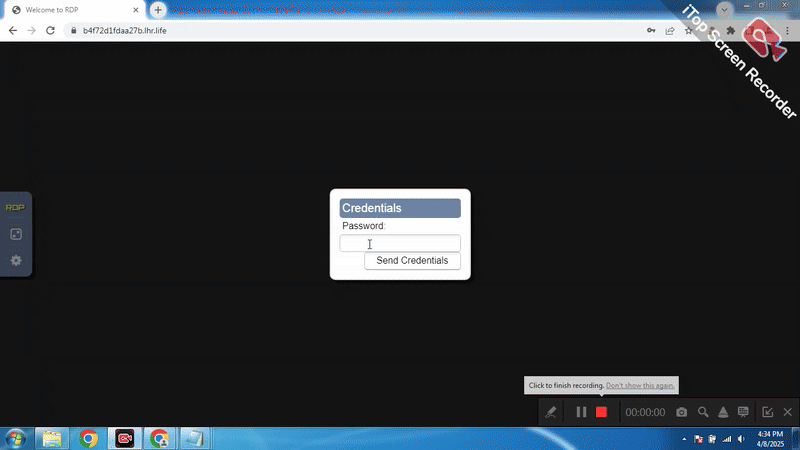 Welcome to RDP
b4f72d1fdaa27b.lhr.life
iTop Screen Recorder
RDP
Credentials
Password:
Send Credentials
Click to finish recording. Don't show this again.
00:00:00
4:34 PM
4/8/2025